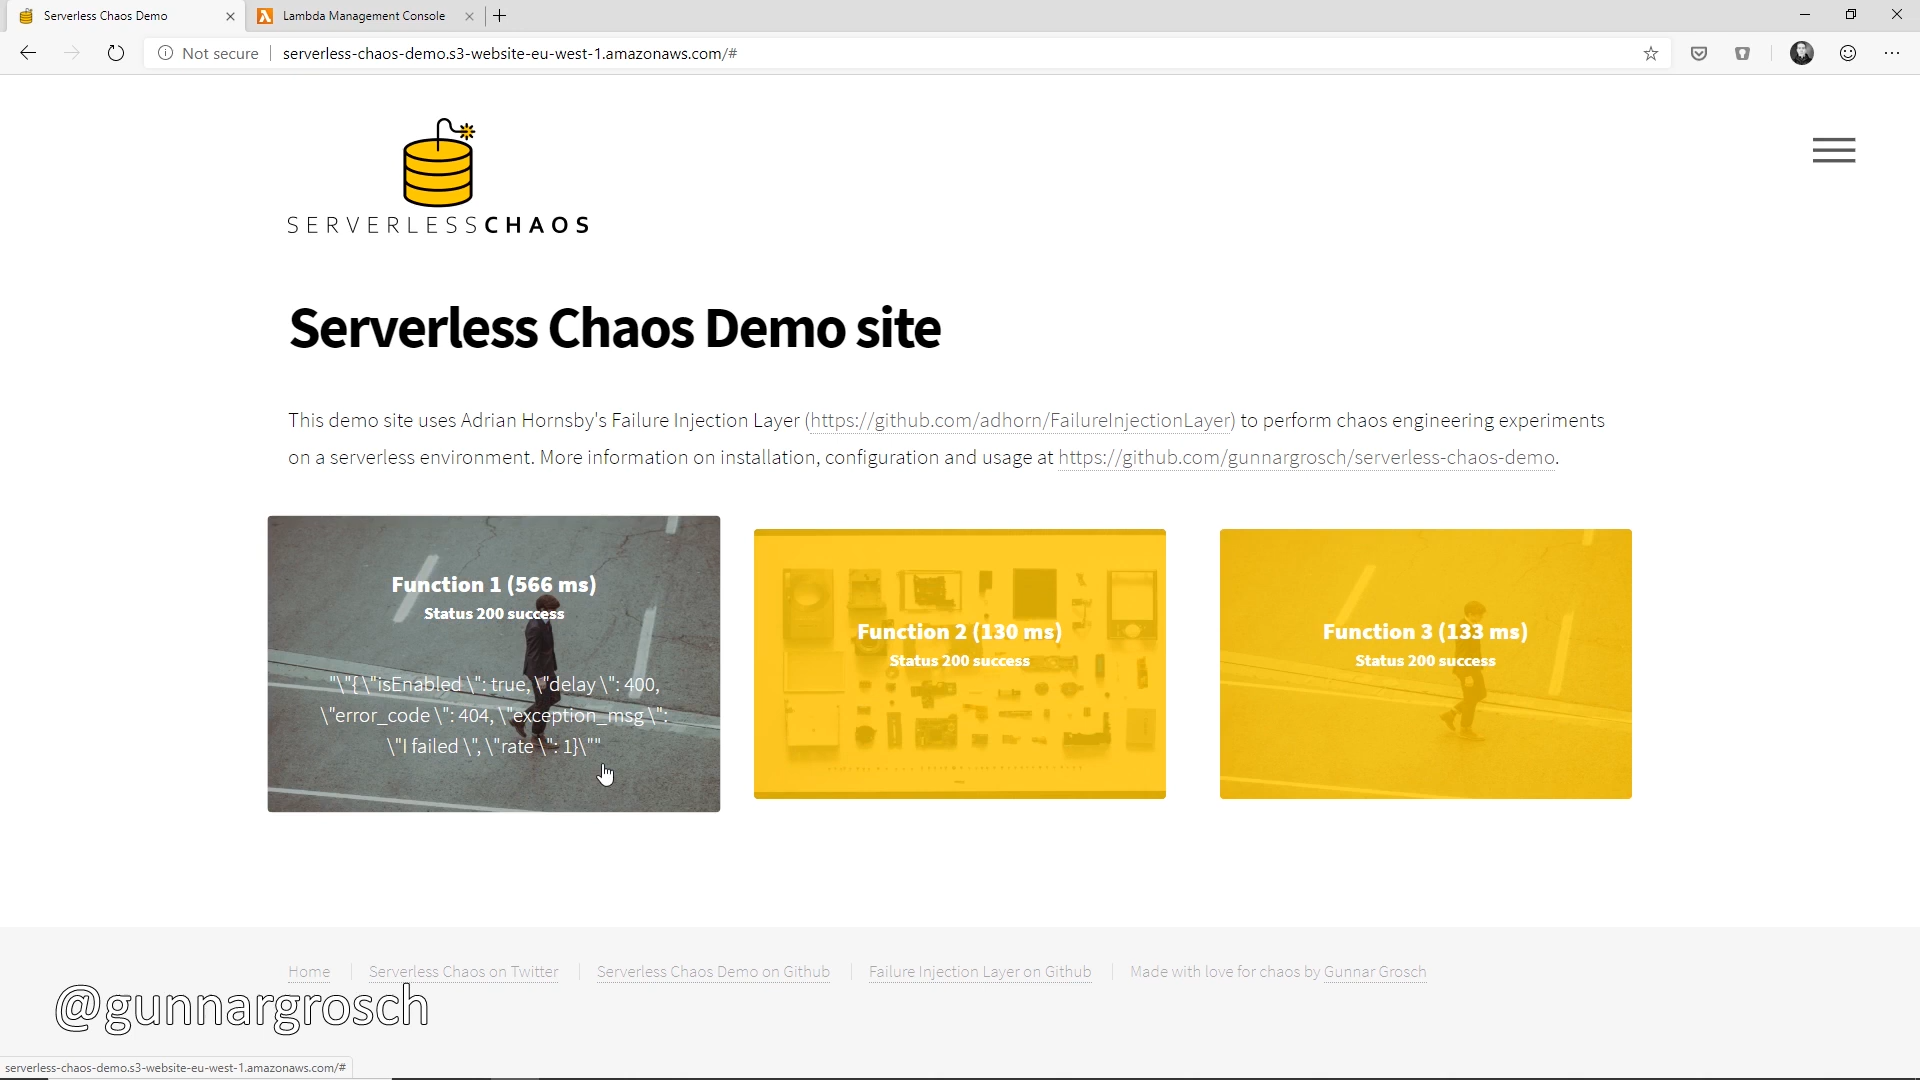 Serverless Chaos Demo
Lambda Management Console
Not secure
serverless-chaos-demo.s3-website-eu-west-1.amazonaws.com/#
SERVERLESSCHAOS
Serverless Chaos Demo site
This demo site uses Adrian Hornsby's Failure Injection Layer (https://github.com/adhorn/FailureInjectionLayer) to perform chaos engineering experiments
on a serverless environment. More information on installation, configuration and usage at https://github.com/gunnargrosch/serverless-chaos-demo.
Function 1 (566 ms)
Status 200 success
"\"{ \"isEnabled \": true, \"delay \": 400,
\"error_code \": 404, \"exception_msg \":
\"I failed \", \"rate \": 1}\""
Function 2 (130 ms)
Status 200 success
Function 3 (133 ms)
Status 200 success
Home
Serverless Chaos on Twitter
Serverless Chaos Demo on Github
Failure Injection Layer on Github
Made with love for chaos by Gunnar Grosch
@gunnargrosch
serverless-chaos-demo.s3-website-eu-west-1.amazonaws.com/#